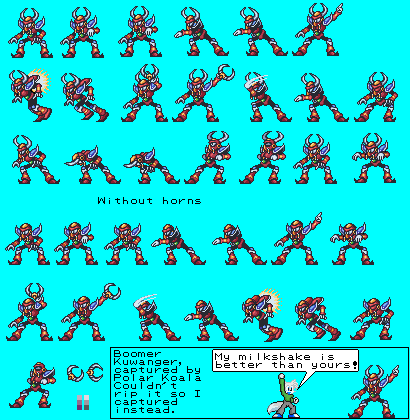 Without horns
Boomer
Kuwanger,
captured by
Polar Koala
Couldn't
rip it so I
captured
instead.
My milkshake is
better than yours!